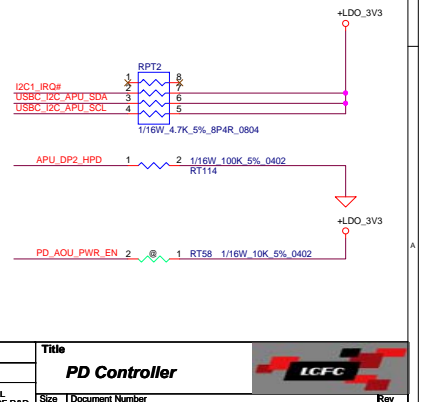 +LDO_3V3
RPT2
1 8
I2C1_IRQ# 2 7
USBC_I2C_APU_SDA 3 6
USBC_I2C_APU_SCL 4 5
1/16W_4.7K_5%_8P4R_0804
APU_DP2_HPD 1 2 1/16W_100K_5%_0402
RT114
+LDO_3V3
A
PD_AOU_PWR_EN 2 @ 1 RT58 1/16W_10K_5%_0402
Title
PD Controller
LCFC
Size Document Number Rev